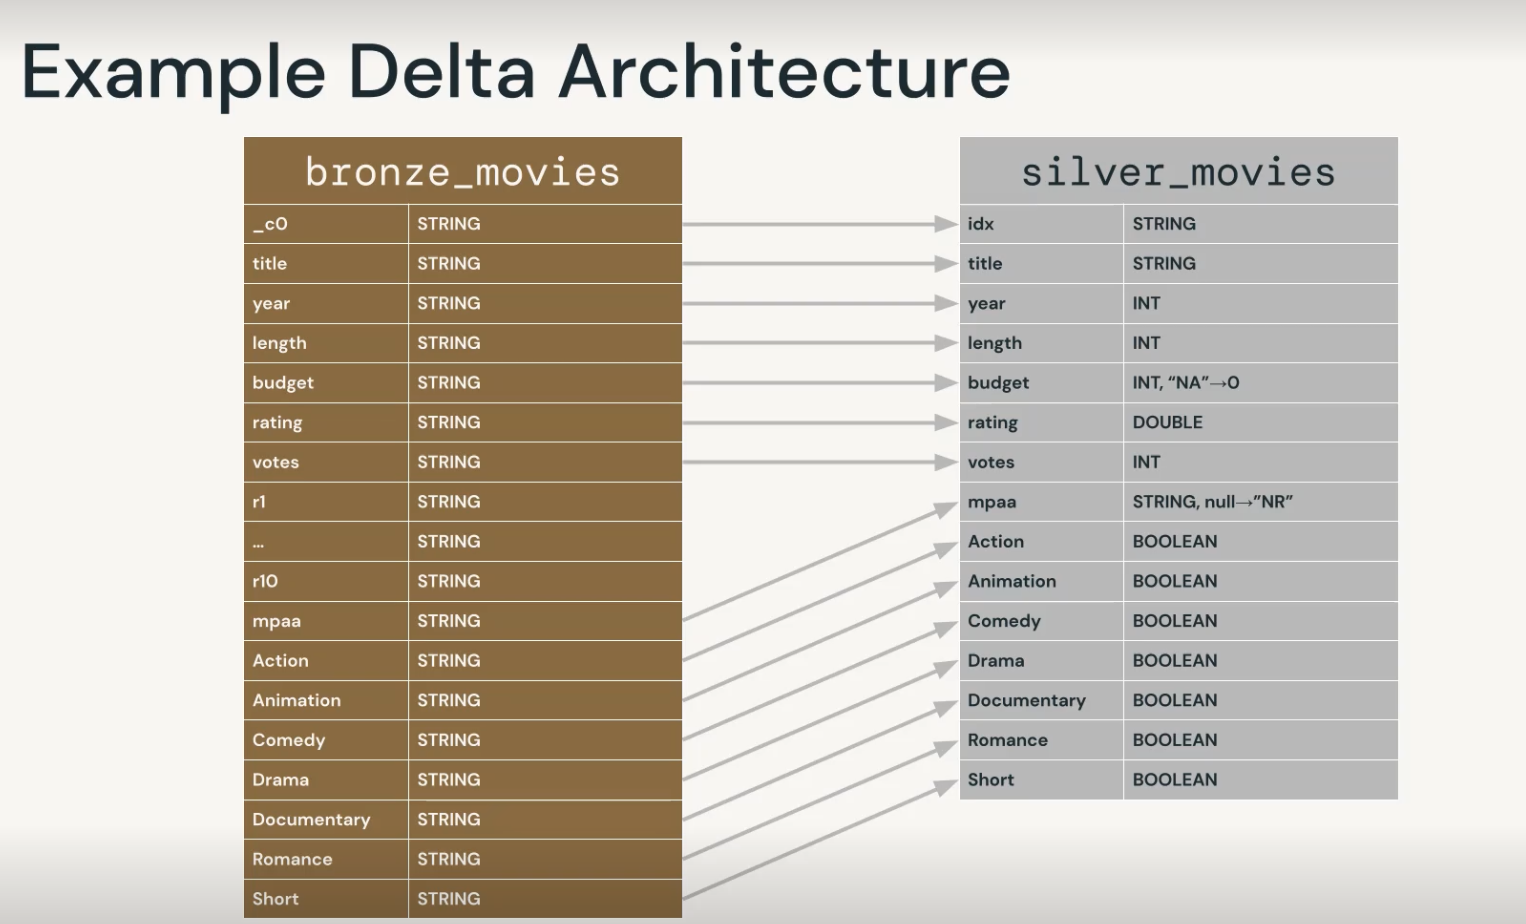 Example Delta Architecture
bronze_movies
_c0 STRING
title STRING
year STRING
length STRING
budget STRING
rating STRING
votes STRING
r1 STRING
... STRING
r10 STRING
mpaa STRING
Action STRING
Animation STRING
Comedy STRING
Drama STRING
Documentary STRING
Romance STRING
Short STRING
silver_movies
idx STRING
title STRING
year INT
length INT
budget INT, “NA”→0
rating DOUBLE
votes INT
mpaa STRING, null→”NR”
Action BOOLEAN
Animation BOOLEAN
Comedy BOOLEAN
Drama BOOLEAN
Documentary BOOLEAN
Romance BOOLEAN
Short BOOLEAN